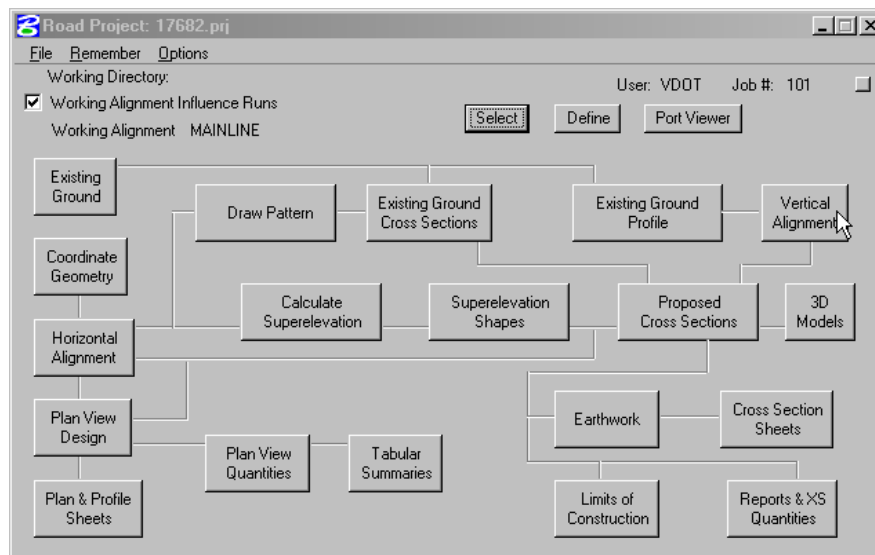 Road Project: 17682.prj
File Remember Options
Working Directory:
User: VDOT Job #: 101
Working Alignment Influence Runs
Working Alignment MAINLINE
Select Define Port Viewer
Existing
Ground
Draw Pattern
Existing Ground
Cross Sections
Existing Ground
Profile
Vertical
Alignment
Coordinate
Geometry
Calculate
Superelevation
Superelevation
Shapes
Proposed
Cross Sections
3D
Models
Horizontal
Alignment
Plan View
Design
Earthwork
Cross Section
Sheets
Plan View
Quantities
Tabular
Summaries
Plan & Profile
Sheets
Limits of
Construction
Reports & XS
Quantities